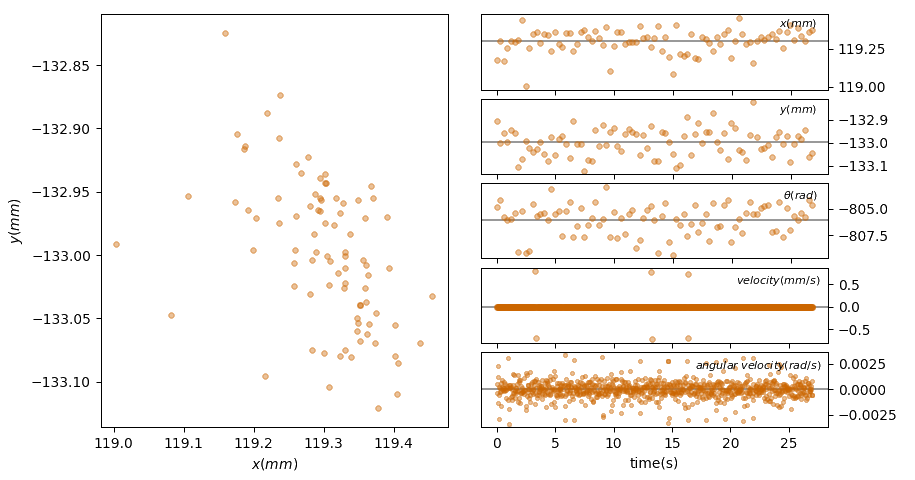 −132.85
−132.90
−132.95
−133.00
−133.05
−133.10
y(mm)
119.0 119.1 119.2 119.3 119.4
x(mm)
x(mm)
119.25
119.00
y(mm)
−132.9
−133.0
−133.1
θ(rad)
−805.0
−807.5
velocity(mm/s)
0.5
0.0
−0.5
angular velocity(rad/s)
0.0025
0.0000
−0.0025
0 5 10 15 20 25
time(s)